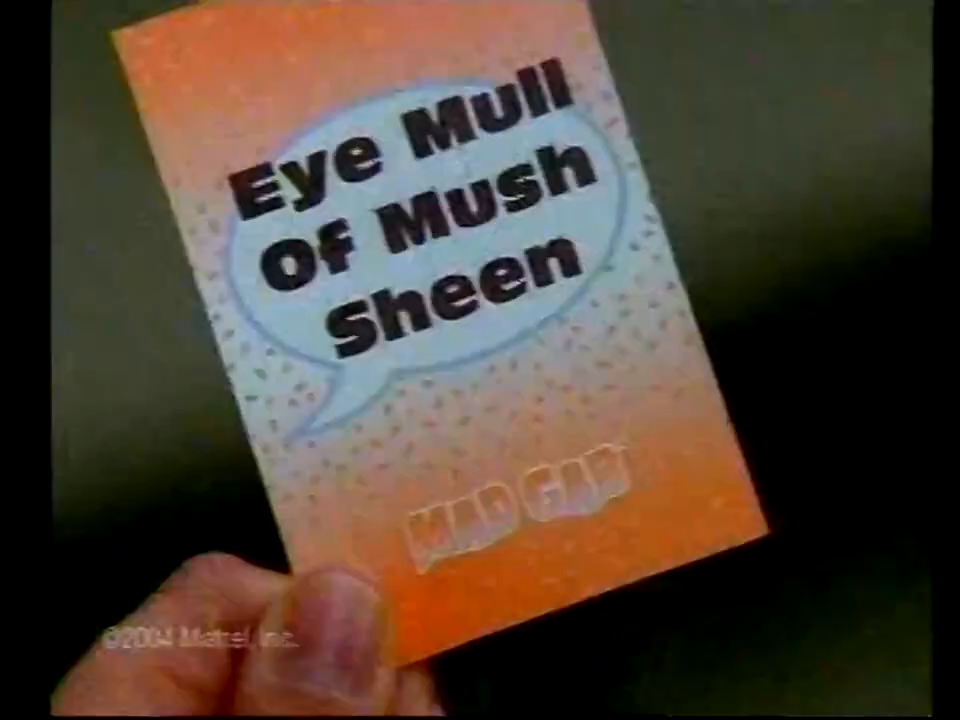 Eye Mull
Of Mush
Sheen
MAD GAB
©2004 Mattel, Inc.